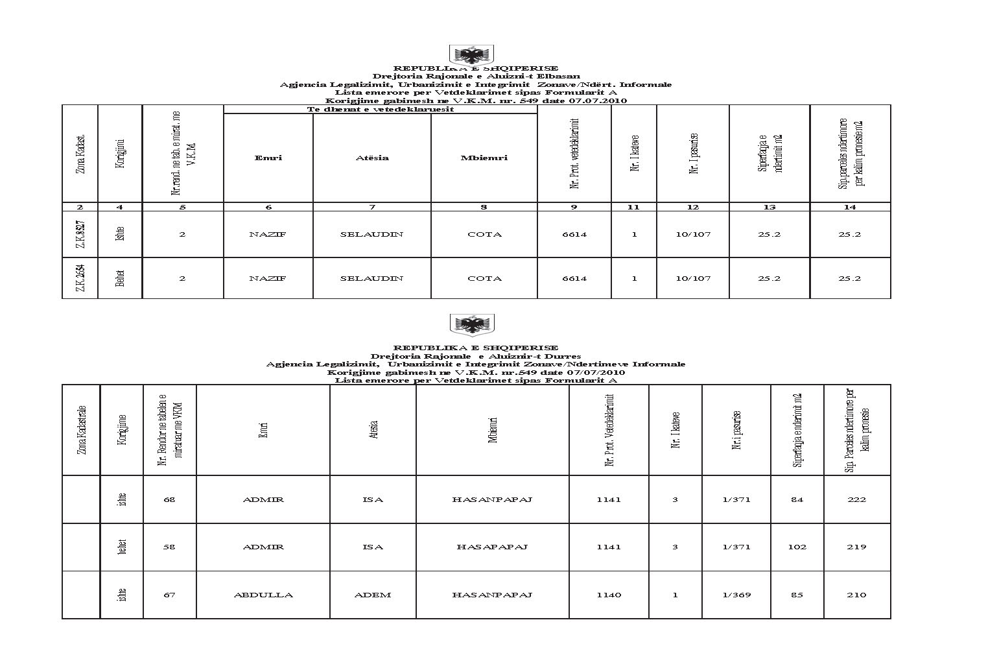 REPUBLIKA E SHQIPERISE
Drejtoria Rajonale e Aluizni-t Elbasan
Agjencia Legalizimit, Urbanizimit e Integrimit Zonave/Ndërt. Informale
Lista emerore per Vetdeklarimet sipas Formularit A
Korigjime gabimesh ne V.K.M. nr. 549 date 07.07.2010
Zona Kadast. Korigjimi Nr.rend. ne tab. e mirat. me V.K.M. Te dhenat e vetedeklaruesit Nr. Prot. vetedeklarimit Nr. I kateve Nr. I pasurise Siperfaqja e ndertimit m2 Sip.parceles ndertimore per kalim pronesie m2
Emri Atësia Mbiemri
2 4 5 6 7 8 9 11 12 13 14
Z.K.8527 Ishte 2 NAZIF SELAUDIN COTA 6614 1 10/107 25.2 25.2
Z.K.2654 Behet 2 NAZIF SELAUDIN COTA 6614 1 10/107 25.2 25.2
REPUBLIKA E SHQIPERISE
Drejtoria Rajonale e Aluiznir-t Durres
Agjencia Legalizimit, Urbanizimit e Integrimit Zonave/Ndertimeve Informale
Korigjime gabimesh ne V.K.M. nr.549 date 07/07/2010
Lista emerore per Vetdeklarimet sipas Formularit A
Zona Kadastrale Korigjime Nr. Rendor ne tabelen e miratuar me VKM Emri Atesia Mbiemri Nr. Prot. Vetedeklarimit Nr. I kateve Nr.i pasurise Siperfaqja e nderimit m2 Sip. Parceles ndertimore per kalim pronesie
ishte 68 ADMIR ISA HASANPAPAJ 1141 3 1/371 84 222
behet 58 ADMIR ISA HASAPAPAJ 1141 3 1/371 102 219
ishte 67 ABDULLA ADEM HASANPAPAJ 1140 1 1/369 85 210